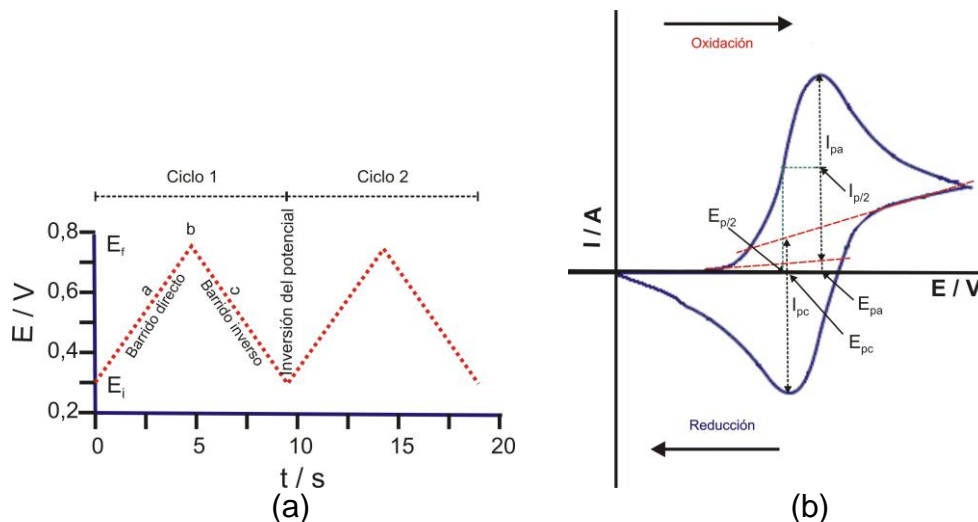 Ciclo 1
Ciclo 2
E / V
0,8
0,6
0,4
0,2
E_f
E_i
a
b
c
Barrido directo
Barrido inverso
Inversión del potencial
0
5
10
15
20
t / s
(a)
Oxidación
I / A
I_pa
I_p/2
E_p/2
E / V
I_pc
E_pa
E_pc
Reducción
(b)